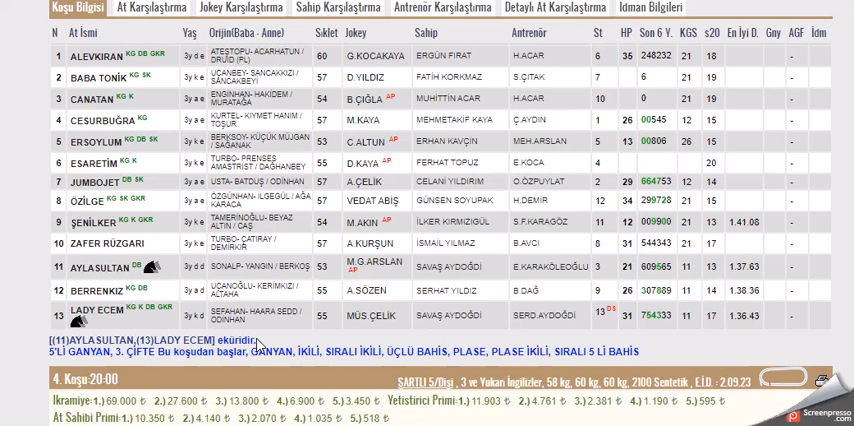 Koşu Bilgisi At Karşılaştırma Jokey Karşılaştırma Sahip Karşılaştırma Antrenör Karşılaştırma Detaylı At Karşılaştırma İdman Bilgileri
N At İsmi Yaş Orijin(Baba - Anne) Sıklet Jokey Sahip Antrenör St HP Son 6 Y. KGS s20 En İyi D. Gny AGF İdm
1 ALEVKIRAN KG DB GKR 3y d e ATEŞTOPU- ACARHATUN / DRUİD (PL) 60 G.KOCAKAYA ERGÜN FIRAT H.ACAR 6 35 248232 21 18 -
2 BABA TONİK KG SK 3y d e UÇANBEY- SANCAKKIZI / SANCAKBEYİ 57 D.YILDIZ FATİH KORKMAZ S.ÇITAK 7 6 21 19 -
3 CANATAN KG K 3y a e ENGİNHAN- HAKİDEM / MURATAĞA 54 B.ÇIĞLA AP MUHİTTİN ACAR H.ACAR 10 0 21 19 -
4 CESURBUĞRA KG 3y a e KURTEL- KIYMET HANIM / TOŞUR 57 M.KAYA MEHMETAKİF KAYA Ç.AYDIN 1 26 00545 12 15 -
5 ERSOYLUM KG DB SK 3y k e BERKSOY- KÜÇÜK MÜJGAN / SAĞANAK 53 C.ALTUN AP ERHAN KAVÇİN MEH.ARSLAN 5 13 00806 26 15 -
6 ESARETİM KG K 3y k e TURBO- PRENSES AMASTRIST / DAĞHANBEY 55 D.KAYA AP FERHAT TOPUZ E.KOCA 4 20 -
7 JUMBOJET DB SK 3y a e USTA- BATDUŞ / ODİNHAN 57 A.ÇELİK CELANİ YILDIRIM O.ÖZPUYLAT 2 29 664753 12 14 -
8 ÖZİLGE KG SK GKR 3y a e ÖZGÜNHAN- İLGEGÜL / AĞA KARACA 57 VEDAT ABİŞ GÜNSEN SOYUPAK H.DEMİR 12 34 299728 21 15 -
9 ŞENİLKER KG K GKR 3y k e TAMERİNOĞLU- BEYAZ ALTIN / CAŞ 54 M.AKIN AP İLKER KIRMIZIGÜL S.F.KARAGÖZ 11 12 009900 21 13 1.41.08 -
10 ZAFER RÜZGARI 3y k e TURBO- ÇATIRAY / DEMİRKIR 57 A.KURŞUN İSMAİL YILMAZ B.AVCI 8 31 544343 21 17 -
11 AYLASULTAN DB 3y d d SONALP- YANGIN / BERKOŞ 53 M.G.ARSLAN AP SAVAŞ AYDOĞDİ E.KARAKÖLEOĞLU 3 21 609565 11 13 1.37.63 -
12 BERRENKIZ KG DB 3y a d UÇANOĞLU- KERİMKIZI / ALTAHA 55 A.SÖZEN SERHAT YILDIZ B.DAĞ 9 26 307889 11 14 1.38.36 -
13 LADY ECEM KG K DB GKR 3y k d SEFAHAN- HAARA SEDD / ODİNHAN 55 MÜS.ÇELİK SAVAŞ AYDOĞDİ SERD.AYDOĞDİ 13 DS 31 754333 11 17 1.36.43 -
[(11)AYLASULTAN,(13)LADY ECEM] eküridir.
5'Lİ GANYAN, 3. ÇİFTE Bu koşudan başlar, GANYAN, İKİLİ, SIRALI İKİLİ, ÜÇLÜ BAHİS, PLASE, PLASE İKİLİ, SIRALI 5 Lİ BAHİS
4. Koşu:20:00 ŞARTLI 5/Dişi , 3 ve Yukarı İngilizler, 58 kg, 60 kg, 60 kg, 2100 Sentetik , E.İ.D. : 2.09.23
İkramiye: 1.) 69.000 ₺ 2.) 27.600 ₺ 3.) 13.800 ₺ 4.) 6.900 ₺ 5.) 3.450 ₺ Yetistirici Primi: 1.) 11.903 ₺ 2.) 4.761 ₺ 3.) 2.381 ₺ 4.) 1.190 ₺ 5.) 595 ₺
At Sahibi Primi: 1.) 10.350 ₺ 2.) 4.140 ₺ 3.) 2.070 ₺ 4.) 1.035 ₺ 5.) 518 ₺
Screenpresso
.com